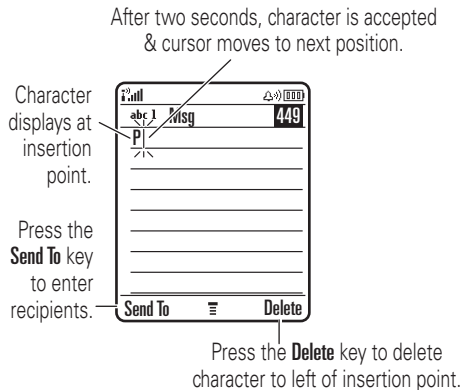 After two seconds, character is accepted
& cursor moves to next position.
Character
displays at
insertion
point.
abc 1 Msg 449
P
Press the
Send To key
to enter
recipients.
Send To Delete
Press the Delete key to delete
character to left of insertion point.